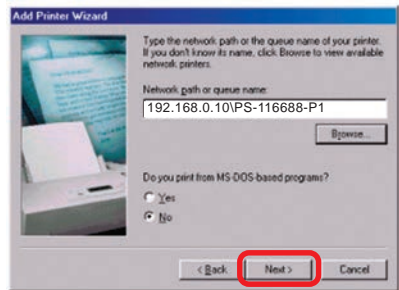 Add Printer Wizard
Type the network path or the queue name of your printer.
If you don't know its name, click Browse to view available
network printers.
Network path or queue name:
192.168.0.10\PS-116688-P1
Browse...
Do you print from MS-DOS-based programs?
Yes
No
< Back
Next >
Cancel